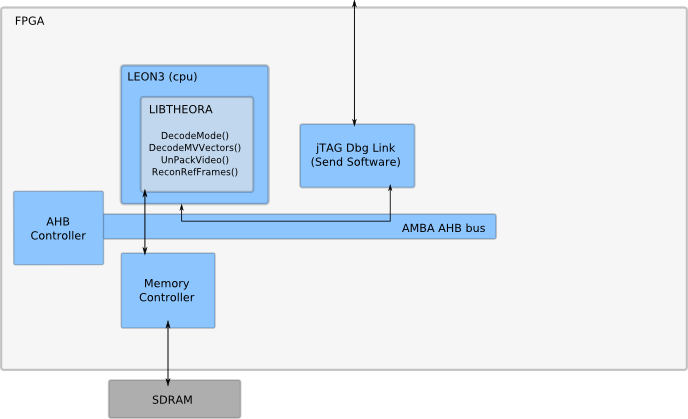 FPGA
LEON3 (cpu)
LIBTHEORA
DecodeMode()
DecodeMVVectors()
UnPackVideo()
ReconRefFrames()
jTAG Dbg Link
(Send Software)
AHB
Controller
AMBA AHB bus
Memory
Controller
SDRAM